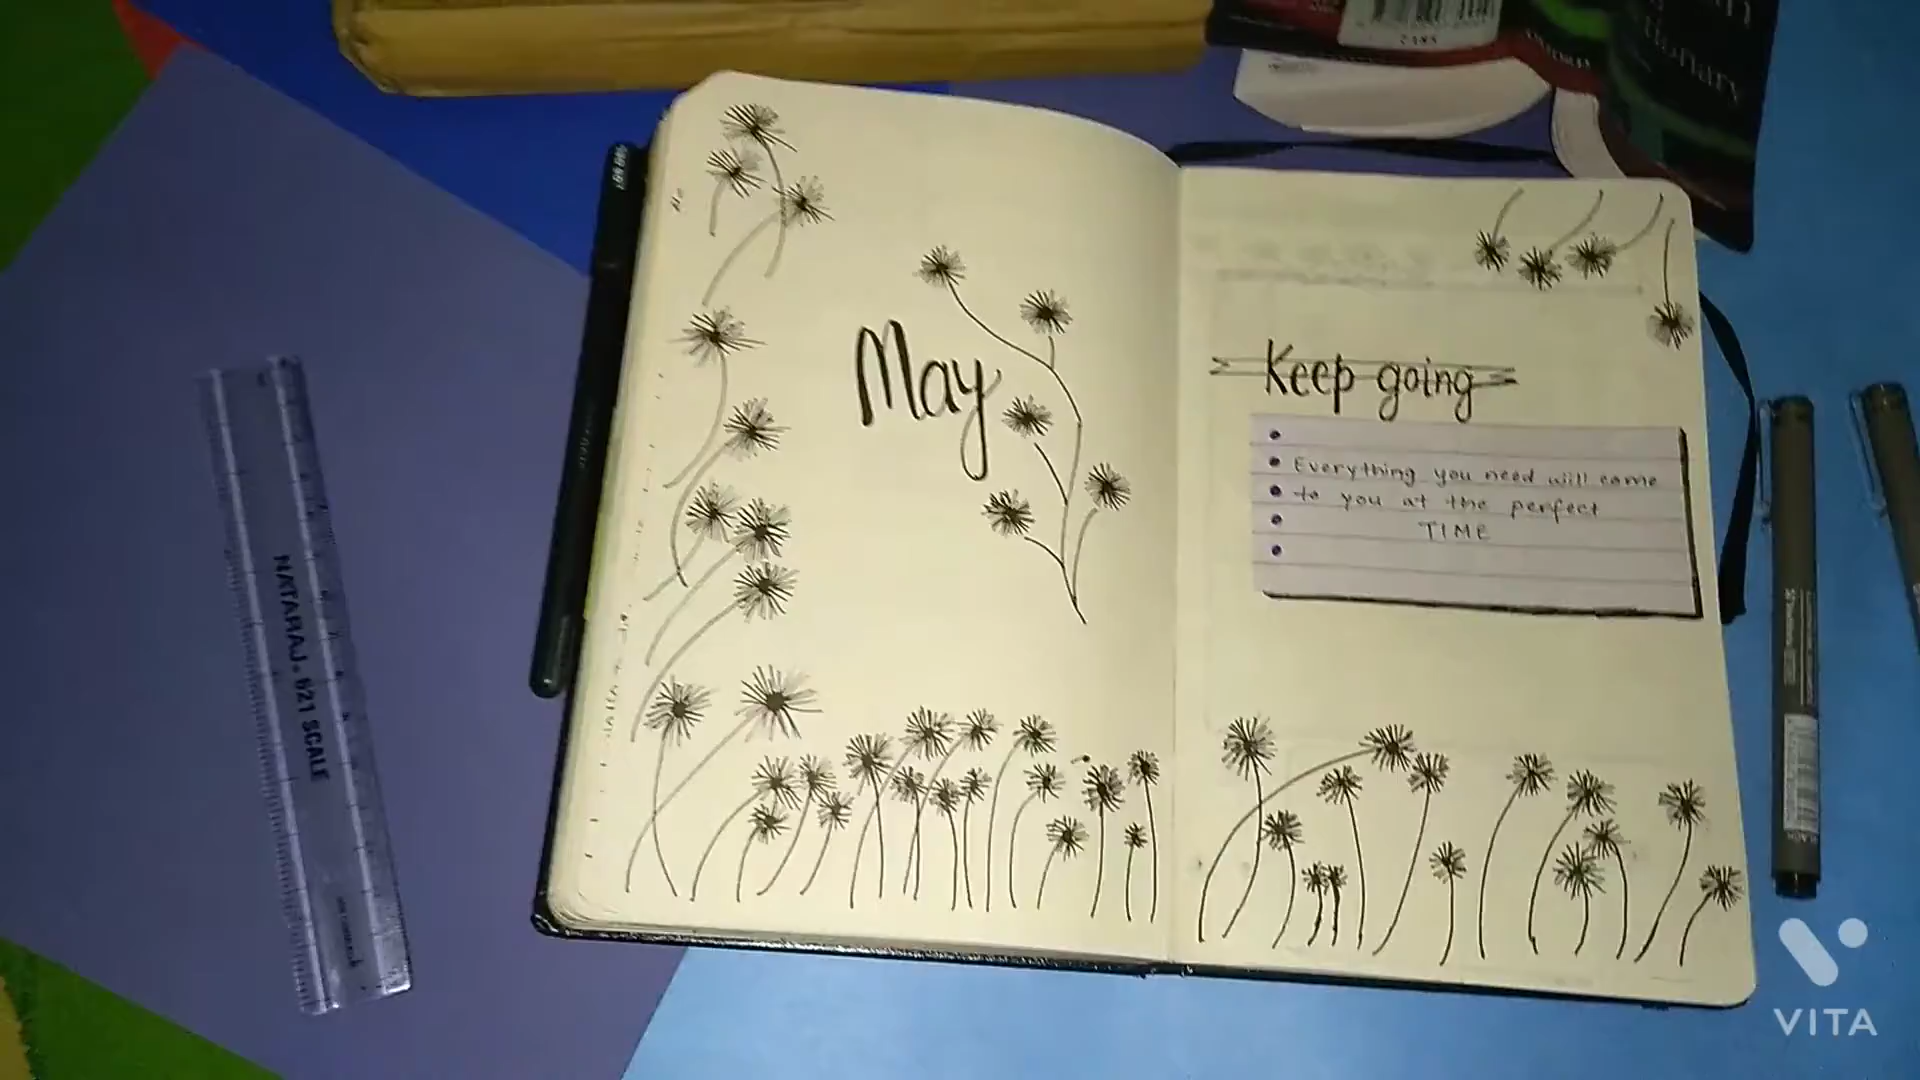 May
Keep going
Everything you need will come
to you at the perfect
TIME
NATARAJ. 621 SCALE
VITA